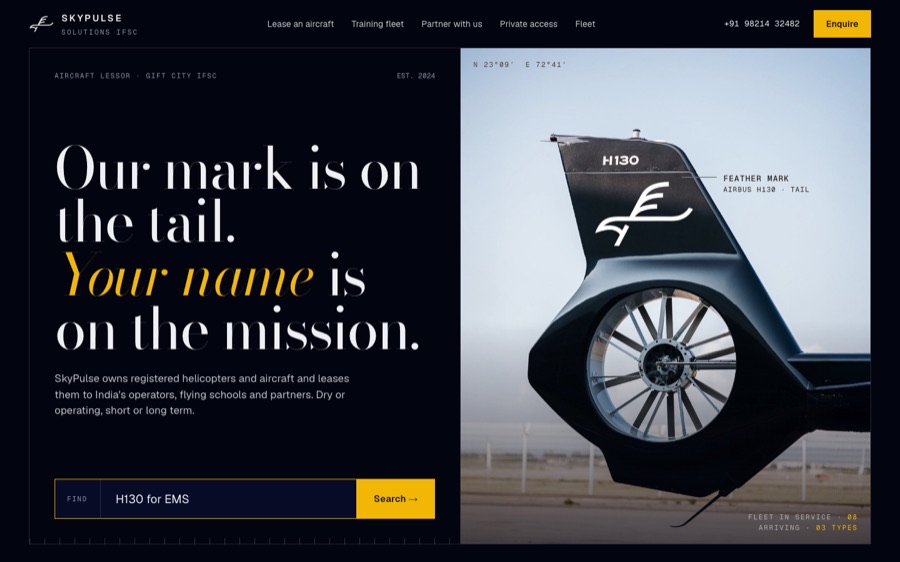 SKYPULSE
SOLUTIONS IFSC
Lease an aircraft
Training fleet
Partner with us
Private access
Fleet
+91 98214 32482
Enquire
AIRCRAFT LESSOR · GIFT CITY IFSC
EST. 2024
N 23°09' E 72°41'
Our mark is on
the tail.
Your name is
on the mission.
H130
FEATHER MARK
AIRBUS H130 · TAIL
SkyPulse owns registered helicopters and aircraft and leases
them to India's operators, flying schools and partners. Dry or
operating, short or long term.
FIND
H130 for EMS
Search →
FLEET IN SERVICE · 08
ARRIVING · 03 TYPES